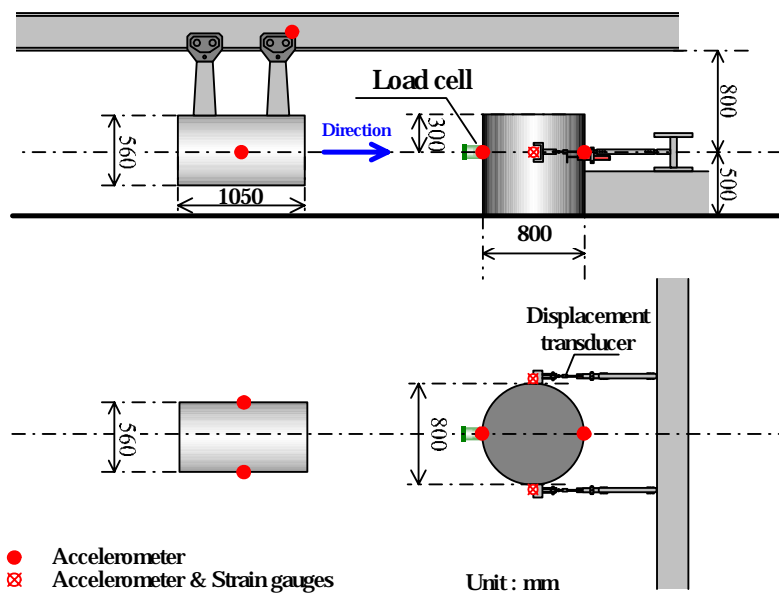 Load cell
800
300
Direction
560
1050
500
800
Displacement
transducer
560
800
Accelerometer
Accelerometer & Strain gauges
Unit : mm